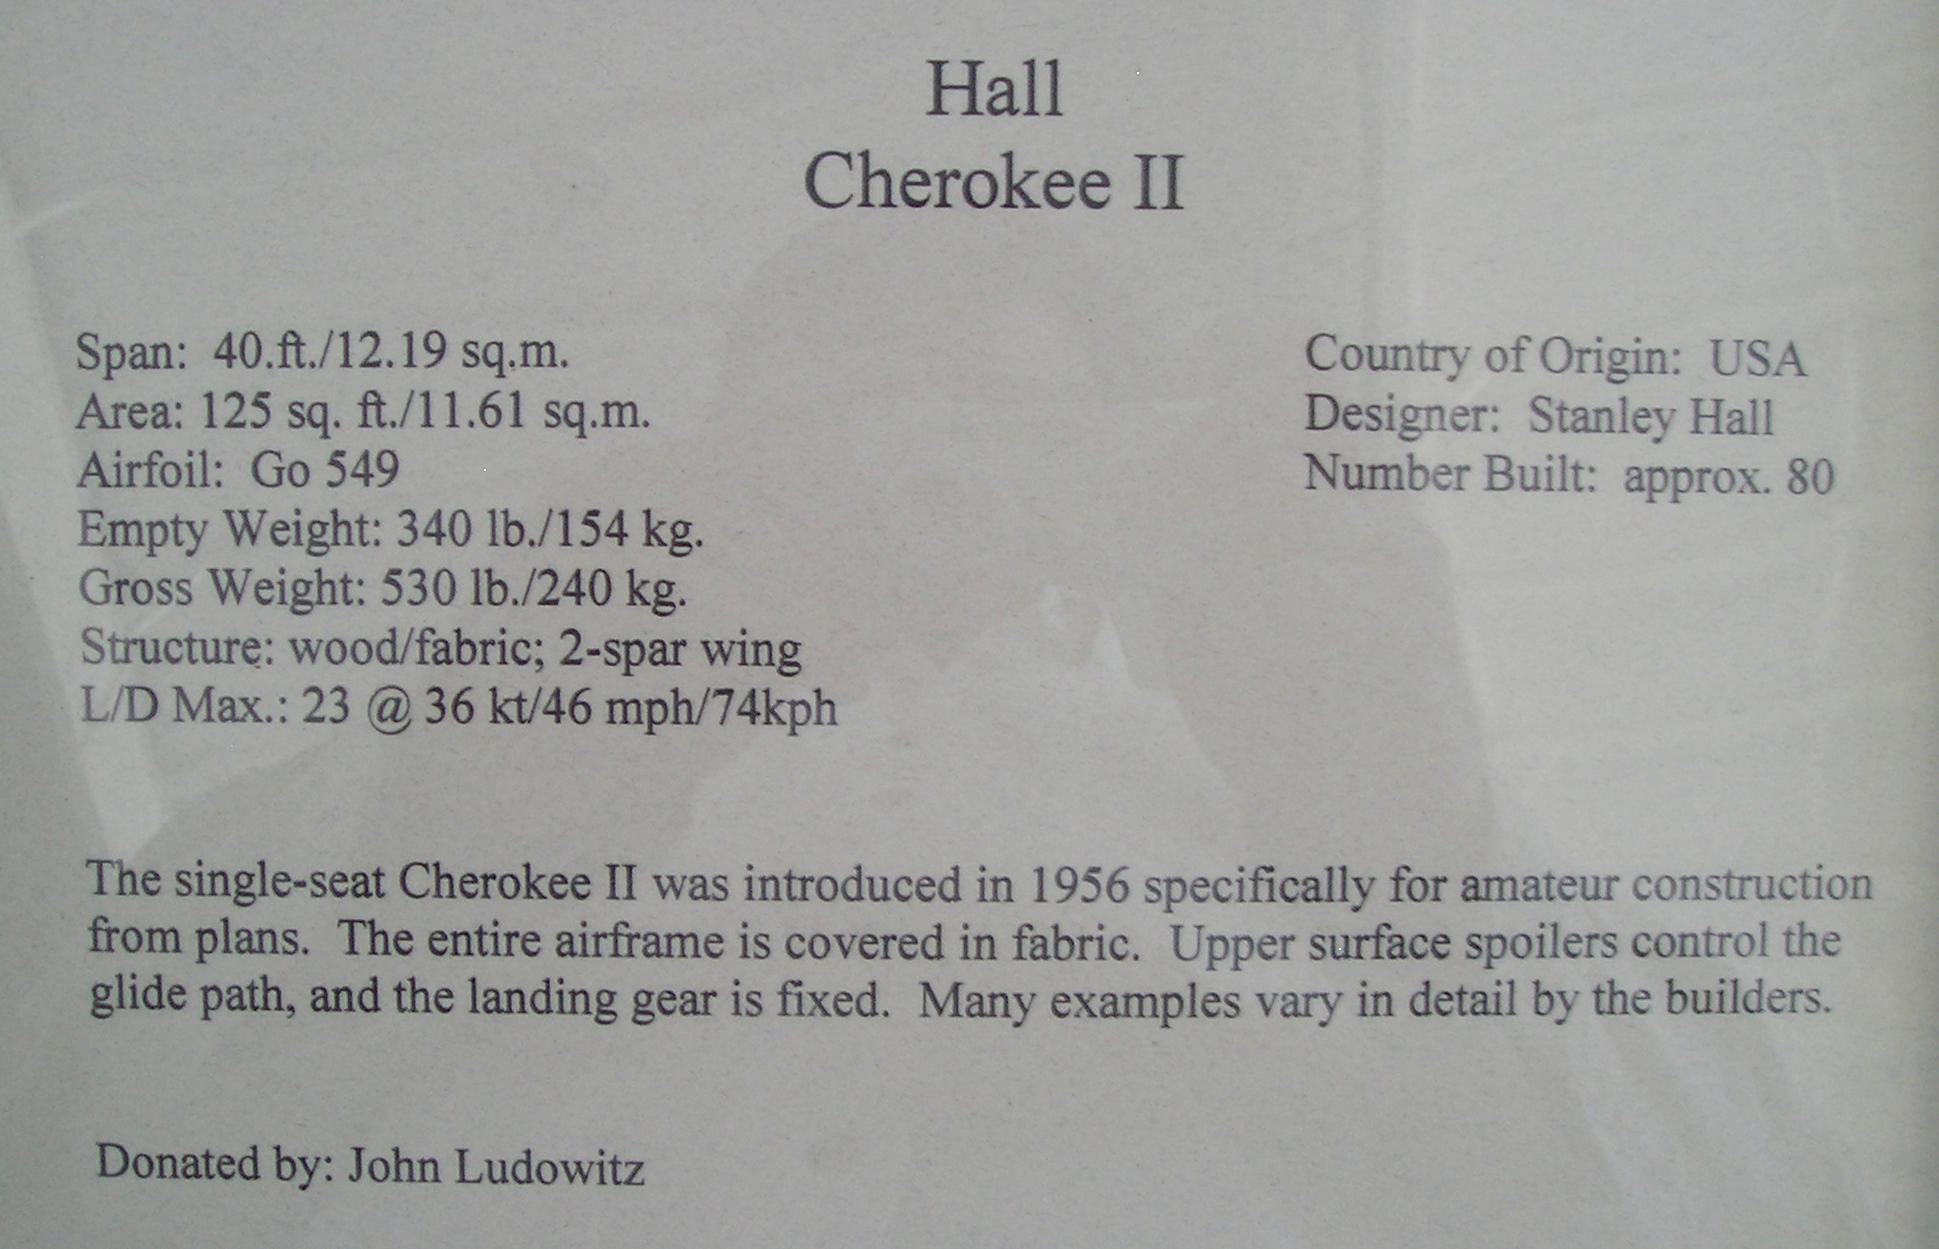 Hall
Cherokee II
Span: 40.ft./12.19 sq.m.
Area: 125 sq. ft./11.61 sq.m.
Airfoil: Go 549
Empty Weight: 340 lb./154 kg.
Gross Weight: 530 lb./240 kg.
Structure: wood/fabric; 2-spar wing
L/D Max.: 23 @ 36 kt/46 mph/74kph
Country of Origin: USA
Designer: Stanley Hall
Number Built: approx. 80
The single-seat Cherokee II was introduced in 1956 specifically for amateur construction
from plans. The entire airframe is covered in fabric. Upper surface spoilers control the
glide path, and the landing gear is fixed. Many examples vary in detail by the builders.
Donated by: John Ludowitz